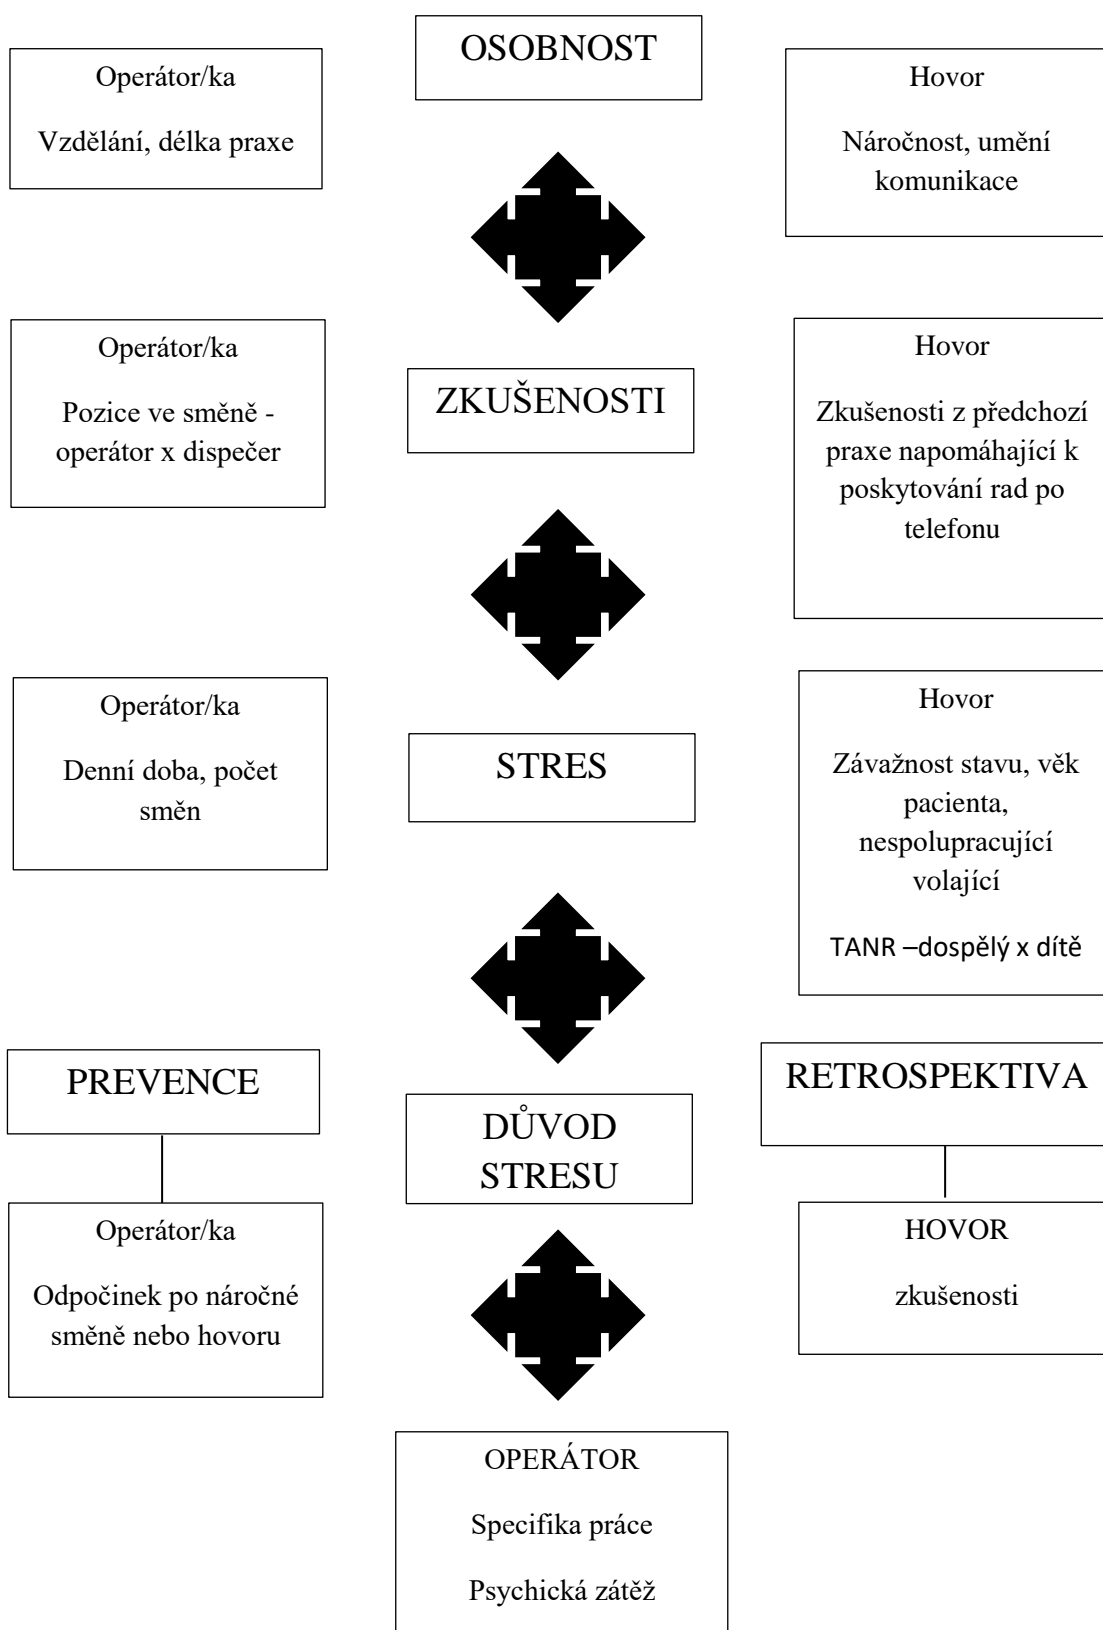 OSOBNOST
Operátor/ka
Vzdělání, délka praxe
Hovor
Náročnost, umění
komunikace
Operátor/ka
Pozice ve směně -
operátor x dispečer
ZKUŠENOSTI
Hovor
Zkušenosti z předchozí
praxe napomáhající k
poskytování rad po
telefonu
Operátor/ka
Denní doba, počet
směn
STRES
Hovor
Závažnost stavu, věk
pacienta,
nespolupracující
volající
TANR –dospělý x dítě
PREVENCE
DŮVOD
STRESU
RETROSPEKTIVA
Operátor/ka
Odpočinek po náročné
směně nebo hovoru
HOVOR
zkušenosti
OPERÁTOR
Specifika práce
Psychická zátěž